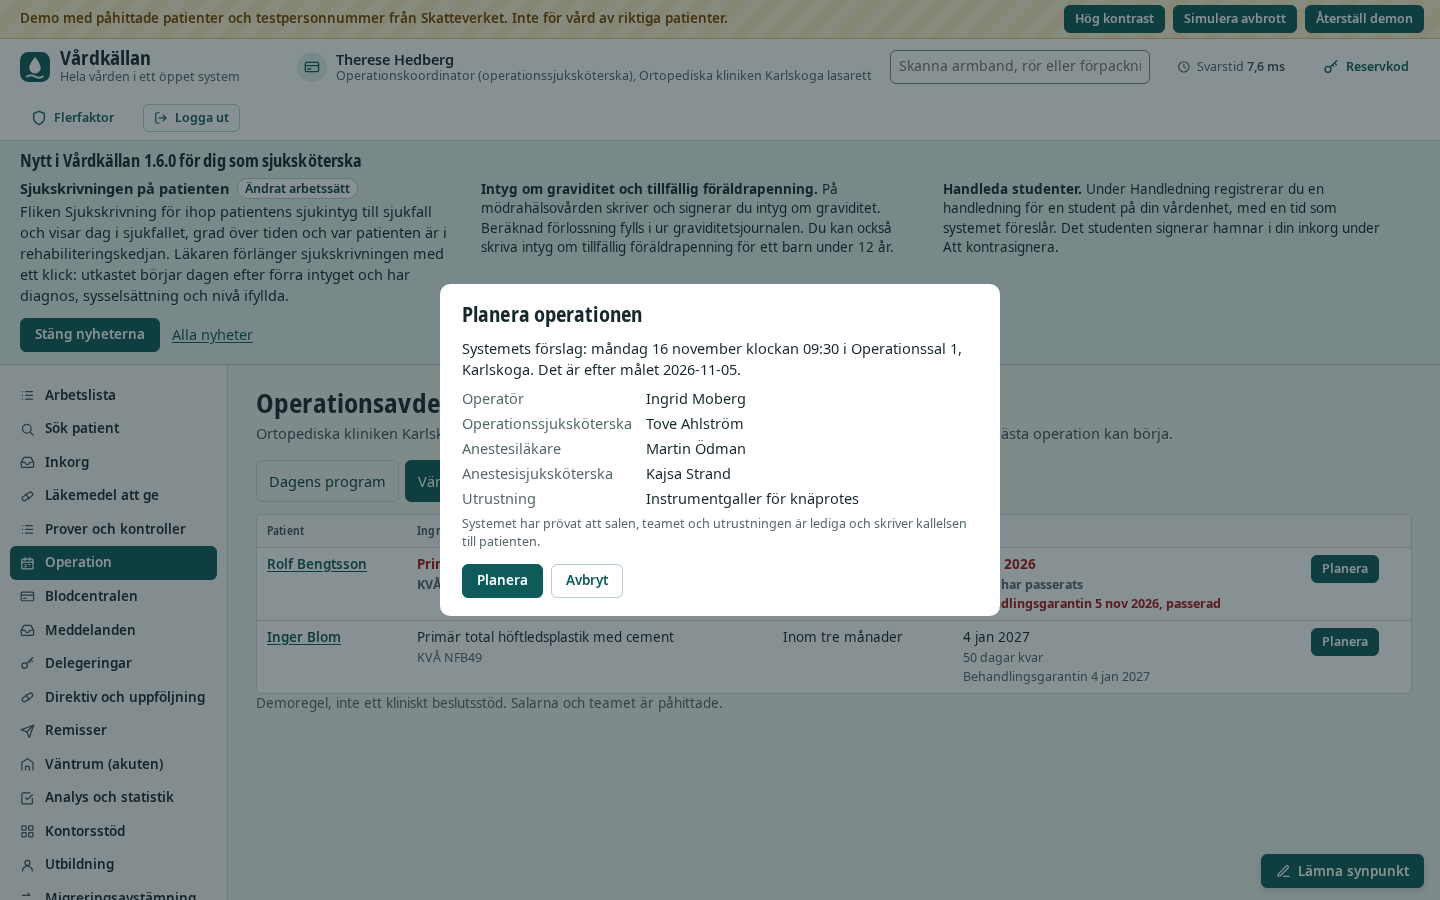 Demo med påhittade patienter och testpersonnummer från Skatteverket. Inte för vård av riktiga patienter.
Hög kontrast
Simulera avbrott
Återställ demon
Vårdkällan
Hela vården i ett öppet system
Therese Hedberg
Operationskoordinator (operationssjuksköterska), Ortopediska kliniken Karlskoga lasarett
Skanna armband, rör eller förpackni
Svarstid 7,6 ms
Reservkod
Flerfaktor
Logga ut
Nytt i Vårdkällan 1.6.0 för dig som sjuksköterska
Sjukskrivningen på patienten
Ändrat arbetssätt
Fliken Sjukskrivning för ihop patientens sjukintyg till sjukfall
och visar dag i sjukfallet, grad över tiden och var patienten är i
rehabiliteringskedjan. Läkaren förlänger sjukskrivningen med
ett klick: utkastet börjar dagen efter förra intyget och har
diagnos, sysselsättning och nivå ifyllda.
Intyg om graviditet och tillfällig föräldrapenning. På
mödrahälsovården skriver och signerar du intyg om graviditet.
Beräknad förlossning fylls i ur graviditetsjournalen. Du kan också
skriva intyg om tillfällig föräldrapenning för ett barn under 12 år.
Handleda studenter. Under Handledning registrerar du en
handledning för en student på din vårdenhet, med en tid som
systemet föreslår. Det studenten signerar hamnar i din inkorg under
Att kontrasignera.
Stäng nyheterna
Alla nyheter
Arbetslista
Sök patient
Inkorg
Läkemedel att ge
Prover och kontroller
Operation
Blodcentralen
Meddelanden
Delegeringar
Direktiv och uppföljning
Remisser
Väntrum (akuten)
Analys och statistik
Kontorsstöd
Utbildning
Migreringsavstämning
Operationsavde
Ortopediska kliniken Karlsk
ästa operation kan börja.
Dagens program
Vän
Patient
Ingr
Rolf Bengtsson
Prim
KVÅ
2026
har passerats
dlingsgarantin 5 nov 2026, passerad
Planera
Inger Blom
Primär total höftledsplastik med cement
KVÅ NFB49
Inom tre månader
4 jan 2027
50 dagar kvar
Behandlingsgarantin 4 jan 2027
Planera
Demoregel, inte ett kliniskt beslutsstöd. Salarna och teamet är påhittade.
Planera operationen
Systemets förslag: måndag 16 november klockan 09:30 i Operationssal 1,
Karlskoga. Det är efter målet 2026-11-05.
Operatör Ingrid Moberg
Operationssjuksköterska Tove Ahlström
Anestesiläkare Martin Ödman
Anestesisjuksköterska Kajsa Strand
Utrustning Instrumentgaller för knäprotes
Systemet har prövat att salen, teamet och utrustningen är lediga och skriver kallelsen
till patienten.
Planera
Avbryt
Lämna synpunkt